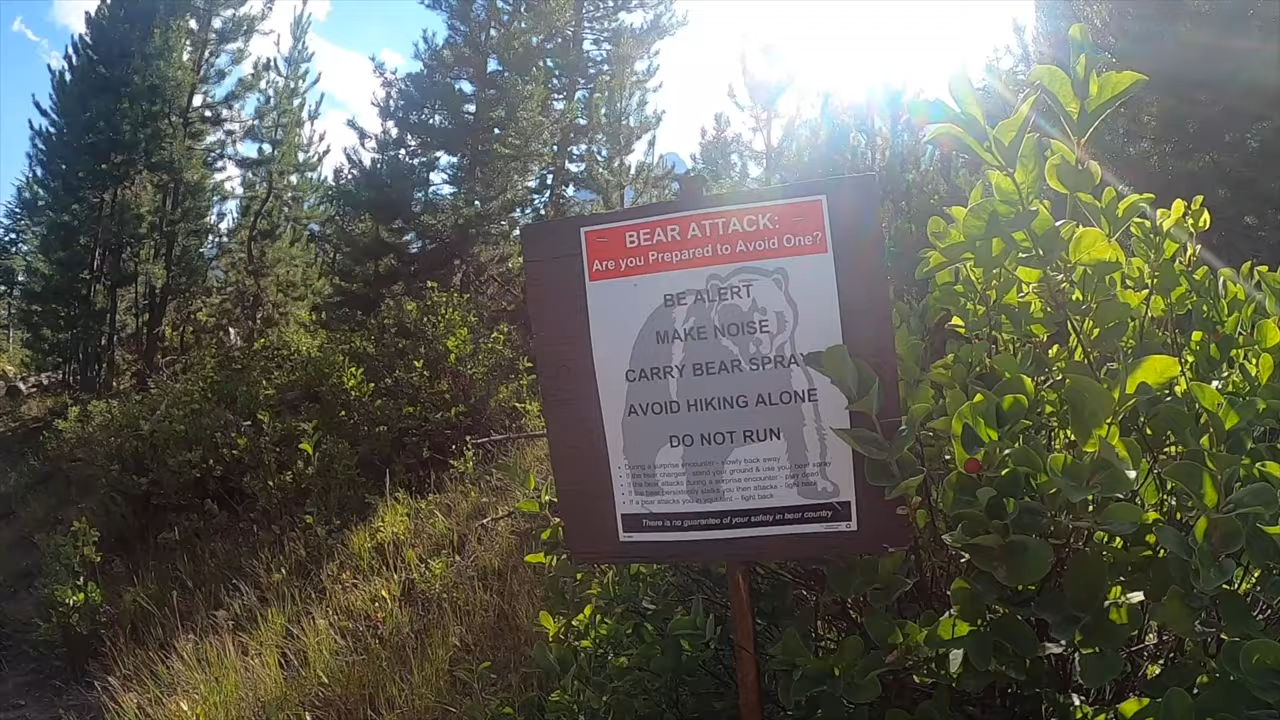 BEAR ATTACK:
Are you Prepared to Avoid One?
BE ALERT
MAKE NOISE
CARRY BEAR SPRAY
AVOID HIKING ALONE
DO NOT RUN
• During a surprise encounter - slowly back away
• If the bear charges - stand your ground & use your bear spray
• If the bear attacks during a surprise encounter - play dead
• If the bear persistently stalks you then attacks - fight back
• If a bear attacks you in your tent - fight back
There is no guarantee of your safety in bear country